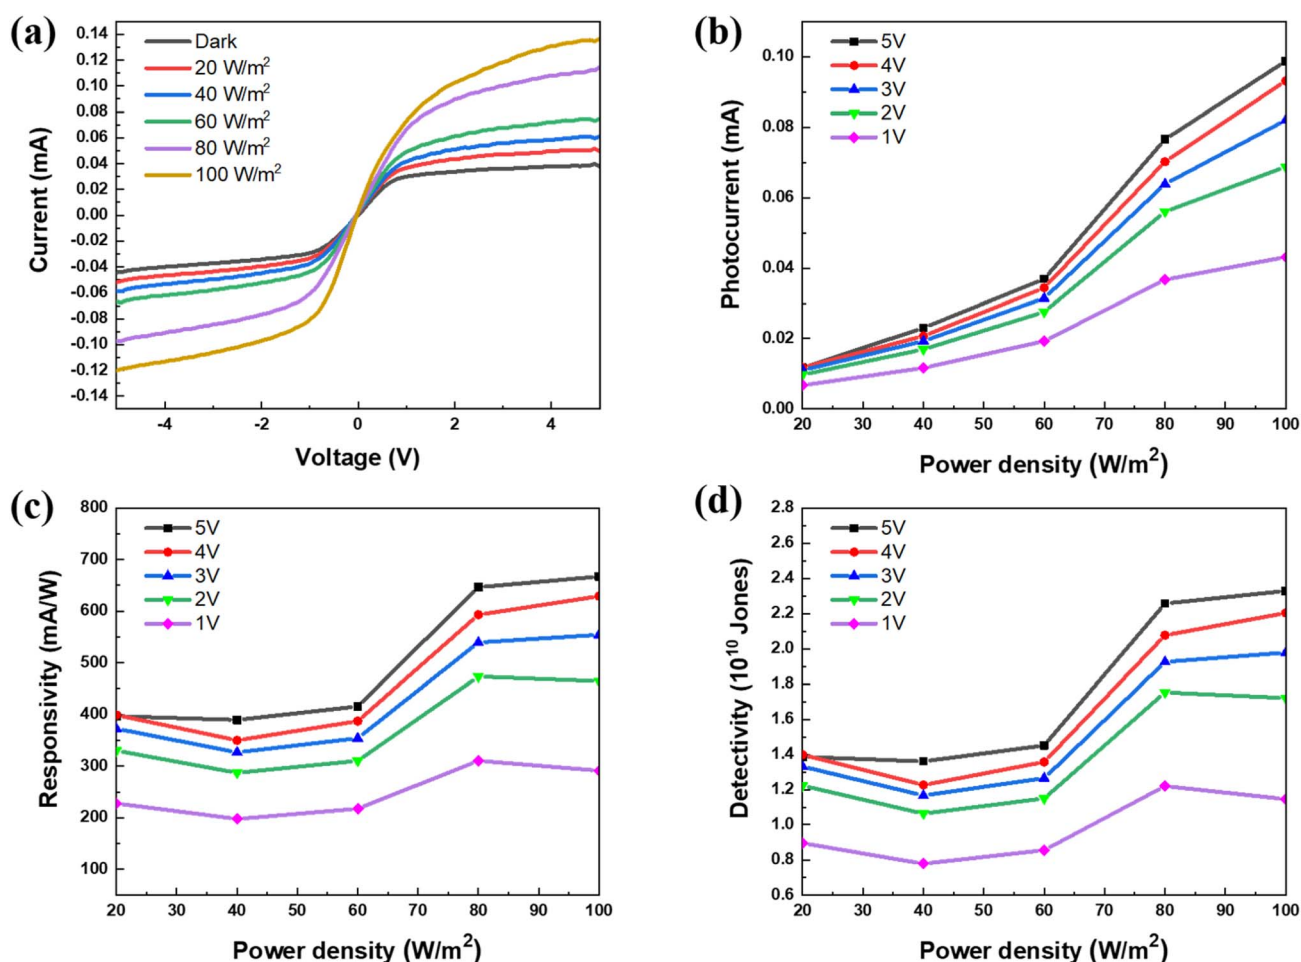 (a)
0.14
0.12
0.10
0.08
0.06
0.04
0.02
0.00
-0.02
-0.04
-0.06
-0.08
-0.10
-0.12
-0.14
Current (mA)
Dark
20 W/m²
40 W/m²
60 W/m²
80 W/m²
100 W/m²
-4 -2 0 2 4
Voltage (V)
(b)
0.10
0.08
0.06
0.04
0.02
0.00
Photocurrent (mA)
5V
4V
3V
2V
1V
20 30 40 50 60 70 80 90 100
Power density (W/m²)
(c)
800
700
600
500
400
300
200
100
Responsivity (mA/W)
5V
4V
3V
2V
1V
20 30 40 50 60 70 80 90 100
Power density (W/m²)
(d)
2.8
2.6
2.4
2.2
2.0
1.8
1.6
1.4
1.2
1.0
0.8
0.6
Detectivity (10¹⁰ Jones)
5V
4V
3V
2V
1V
20 30 40 50 60 70 80 90 100
Power density (W/m²)